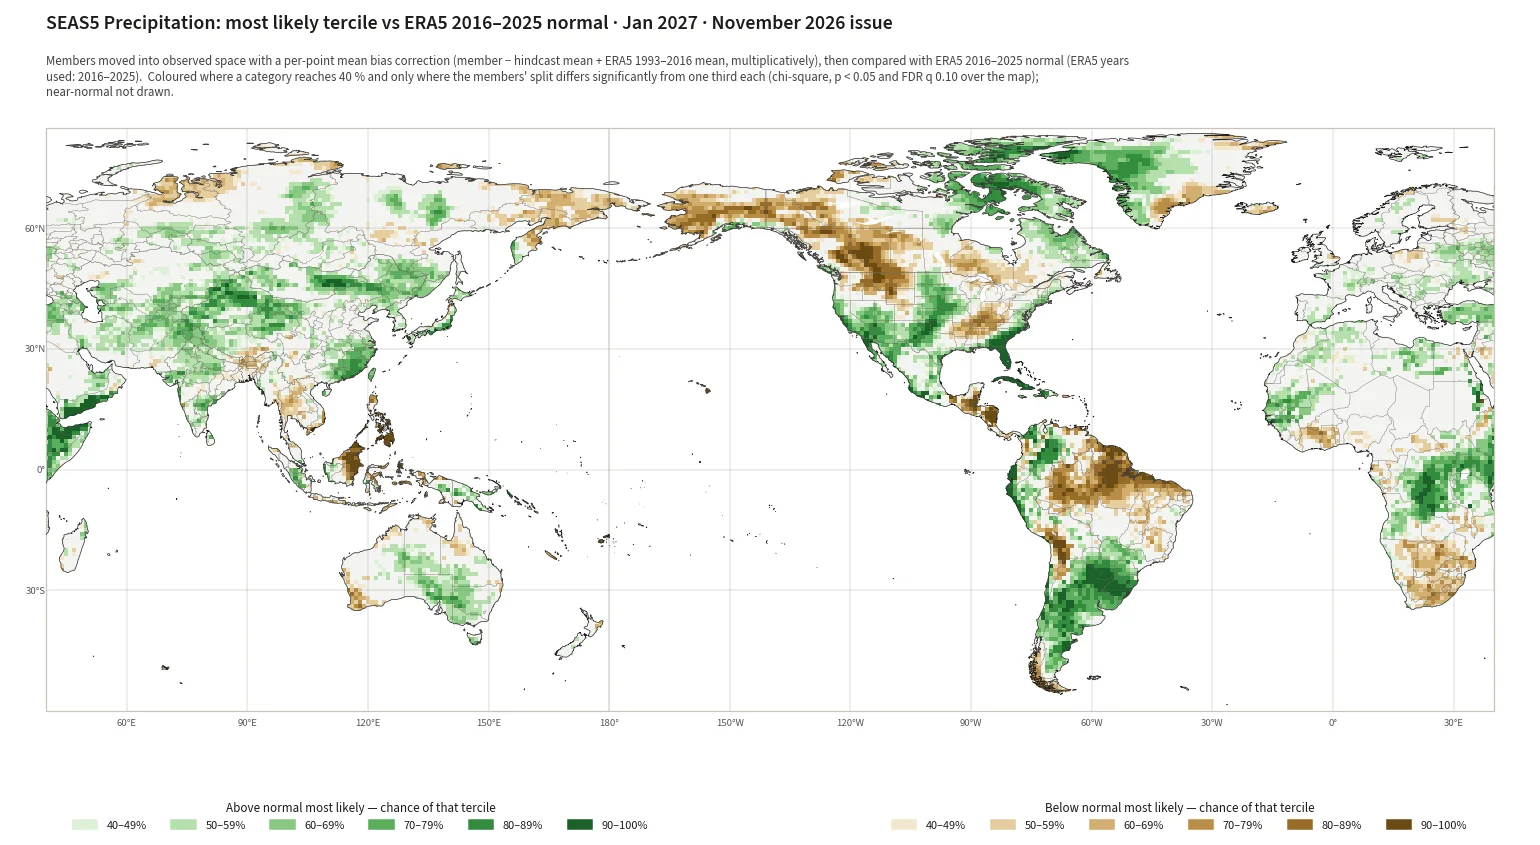 SEAS5 Precipitation: most likely tercile vs ERA5 2016–2025 normal · Jan 2027 · November 2026 issue
Members moved into observed space with a per-point mean bias correction (member − hindcast mean + ERA5 1993–2016 mean, multiplicatively), then compared with ERA5 2016–2025 normal (ERA5 years
used: 2016–2025). Coloured where a category reaches 40 % and only where the members' split differs significantly from one third each (chi-square, p < 0.05 and FDR q 0.10 over the map);
near-normal not drawn.
60°N
30°N
0°
30°S
60°E 90°E 120°E 150°E 180° 150°W 120°W 90°W 60°W 30°W 0° 30°E
Above normal most likely — chance of that tercile
40–49% 50–59% 60–69% 70–79% 80–89% 90–100%
Below normal most likely — chance of that tercile
40–49% 50–59% 60–69% 70–79% 80–89% 90–100%